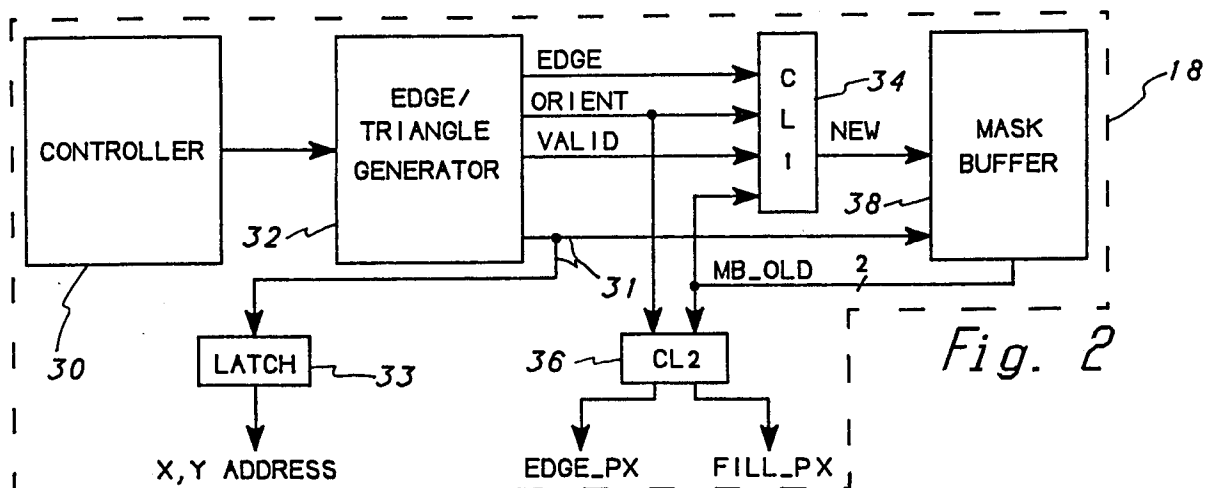 CONTROLLER
30
EDGE/
TRIANGLE
GENERATOR
32
EDGE
ORIENT
VALID
31
C
L
1
34
NEW
MASK
BUFFER
38
18
MB_OLD
2
LATCH
33
X,Y ADDRESS
36
CL2
EDGE_PX
FILL_PX
Fig. 2